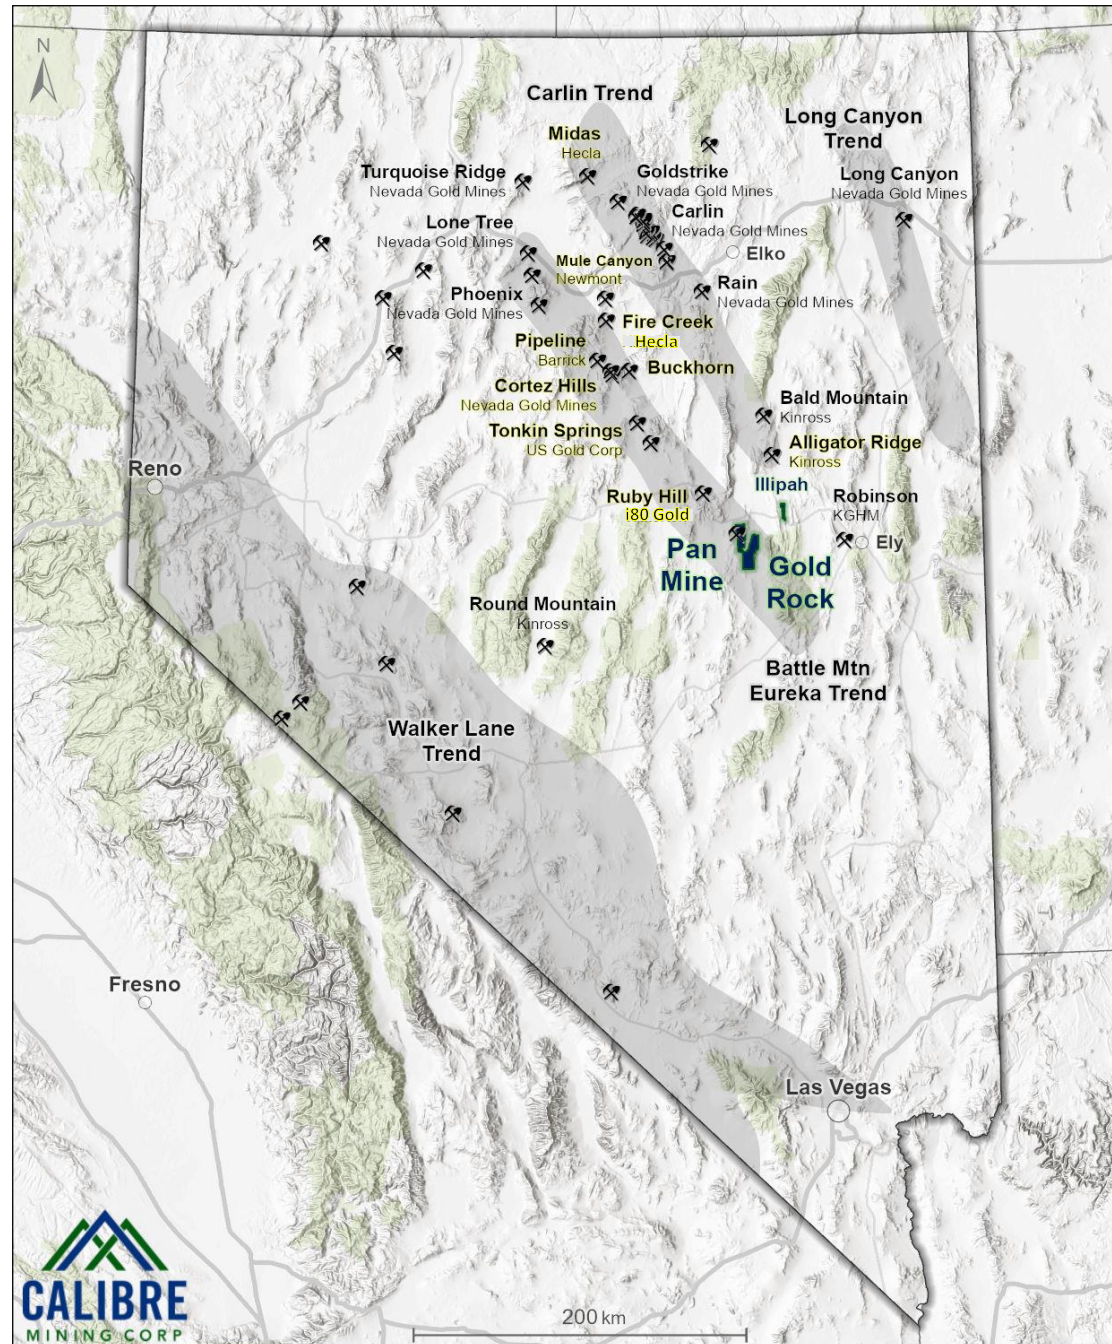 N
Carlin Trend
Long Canyon
Trend
Midas
Hecla
Turquoise Ridge
Nevada Gold Mines
Goldstrike
Nevada Gold Mines
Long Canyon
Nevada Gold Mines
Carlin
Nevada Gold Mines
Lone Tree
Nevada Gold Mines
Elko
Mule Canyon
Newmont
Rain
Nevada Gold Mines
Phoenix
Nevada Gold Mines
Fire Creek
Hecla
Pipeline
Barrick
Buckhorn
Cortez Hills
Nevada Gold Mines
Bald Mountain
Kinross
Tonkin Springs
US Gold Corp
Alligator Ridge
Kinross
Reno
Illipah
Ruby Hill
i80 Gold
Robinson
KGHM
Ely
Pan
Mine
Gold
Rock
Round Mountain
Kinross
Battle Mtn
Eureka Trend
Walker Lane
Trend
Fresno
Las Vegas
CALIBRE
MINING CORP
200 km